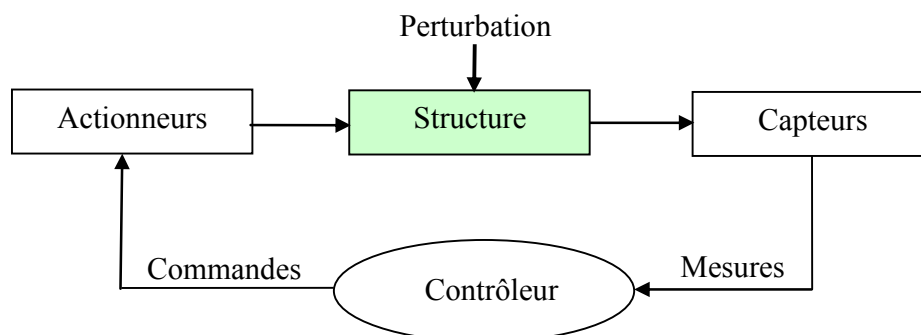 Perturbation
Actionneurs
Structure
Capteurs
Commandes
Mesures
Contrôleur